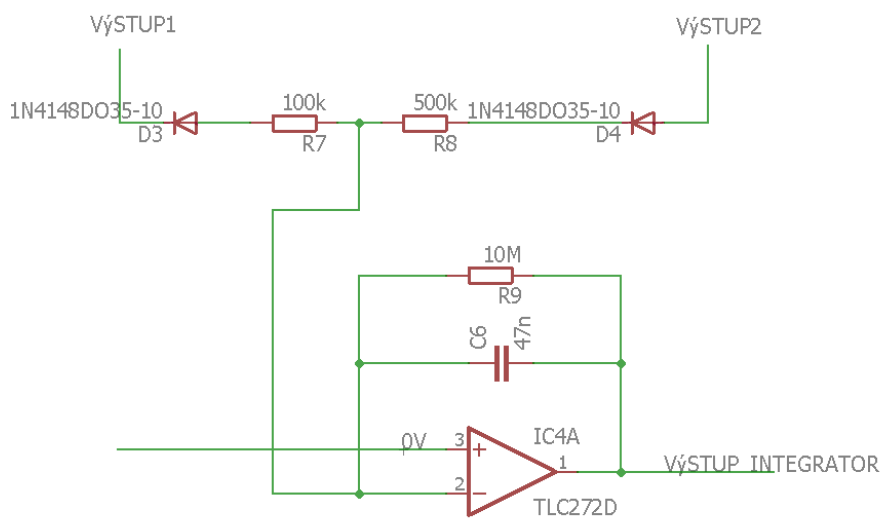 VýSTUP1
VýSTUP2
1N4148DO35-10
D3
100k
R7
500k
R8
1N4148DO35-10
D4
10M
R9
C6
47n
0V
3
IC4A
1
VýSTUP_INTEGRATOR
2
TLC272D